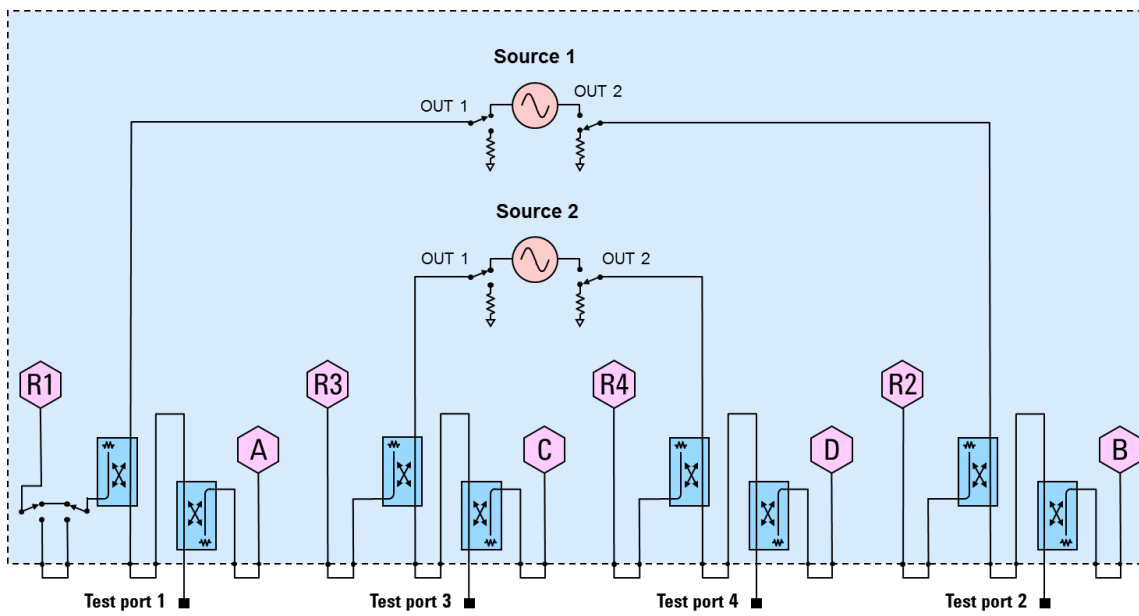 Source 1
OUT 1
OUT 2
Source 2
OUT 1
OUT 2
R1
R3
R4
R2
A
C
D
B
Test port 1
Test port 3
Test port 4
Test port 2